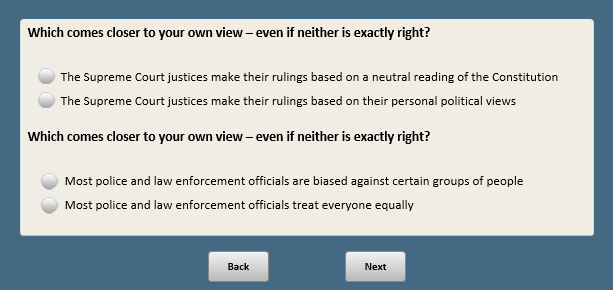 Which comes closer to your own view – even if neither is exactly right?
The Supreme Court justices make their rulings based on a neutral reading of the Constitution
The Supreme Court justices make their rulings based on their personal political views
Which comes closer to your own view – even if neither is exactly right?
Most police and law enforcement officials are biased against certain groups of people
Most police and law enforcement officials treat everyone equally
Back Next